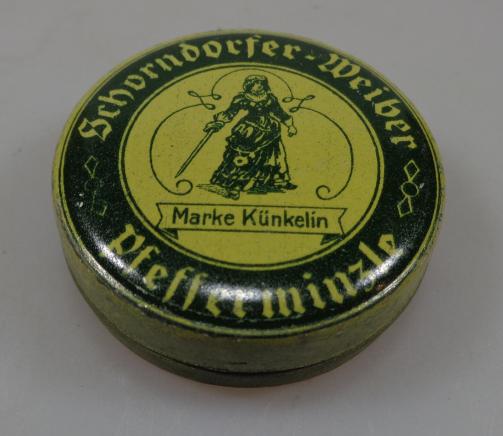 Schorndorfer-Weiber
Marke Künkelin
Pfefferminzle